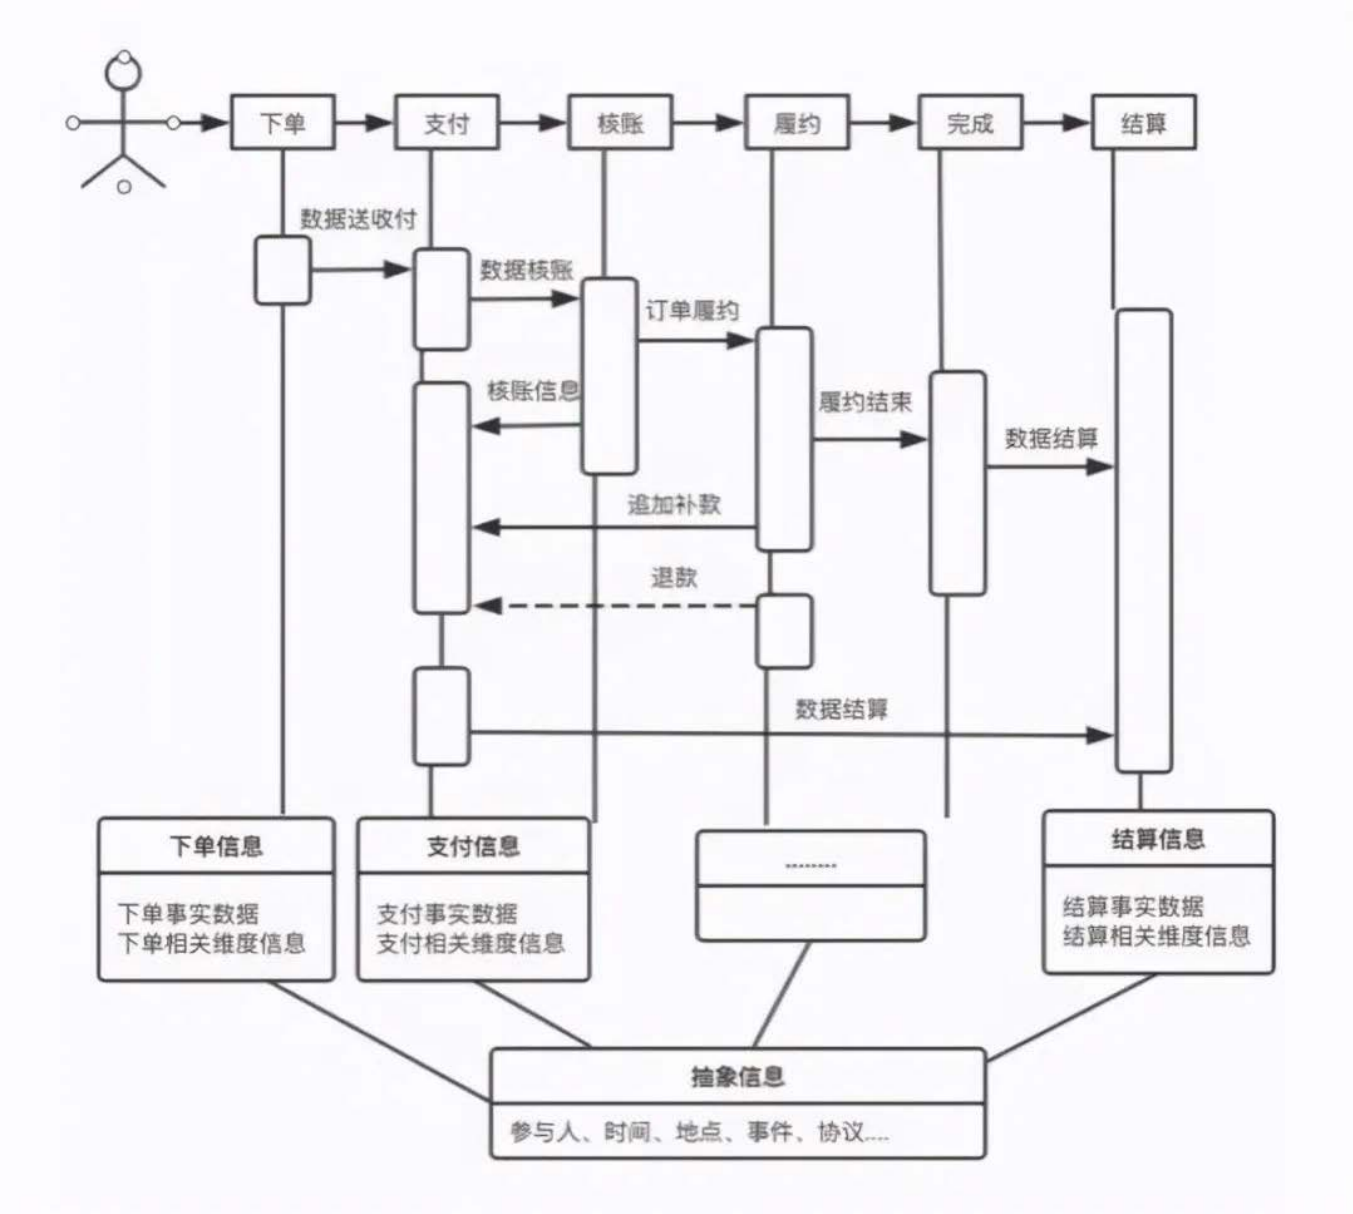 下单
支付
核账
履约
完成
结算
数据送收付
数据核账
订单履约
核账信息
履约结束
数据结算
追加补款
退款
数据结算
下单信息
下单事实数据
下单相关维度信息
支付信息
支付事实数据
支付相关维度信息
........
结算信息
结算事实数据
结算相关维度信息
抽象信息
参与人、时间、地点、事件、协议....